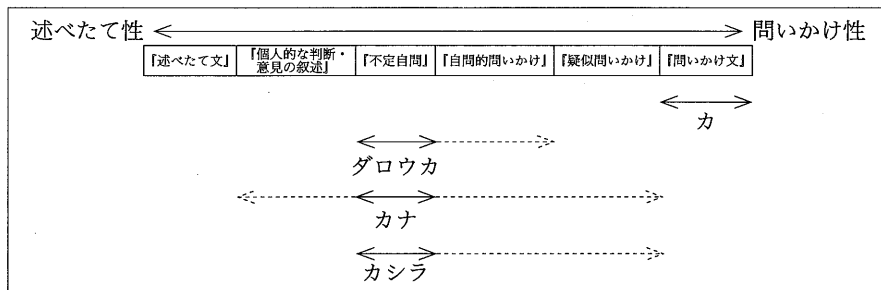 述べたて性 問いかけ性
『述べたて文』 『個人的な判断・意見の叙述』 『不定自問』 『自問的問いかけ』 『疑似問いかけ』 『問いかけ文』
カ
ダロウカ
カナ
カシラ